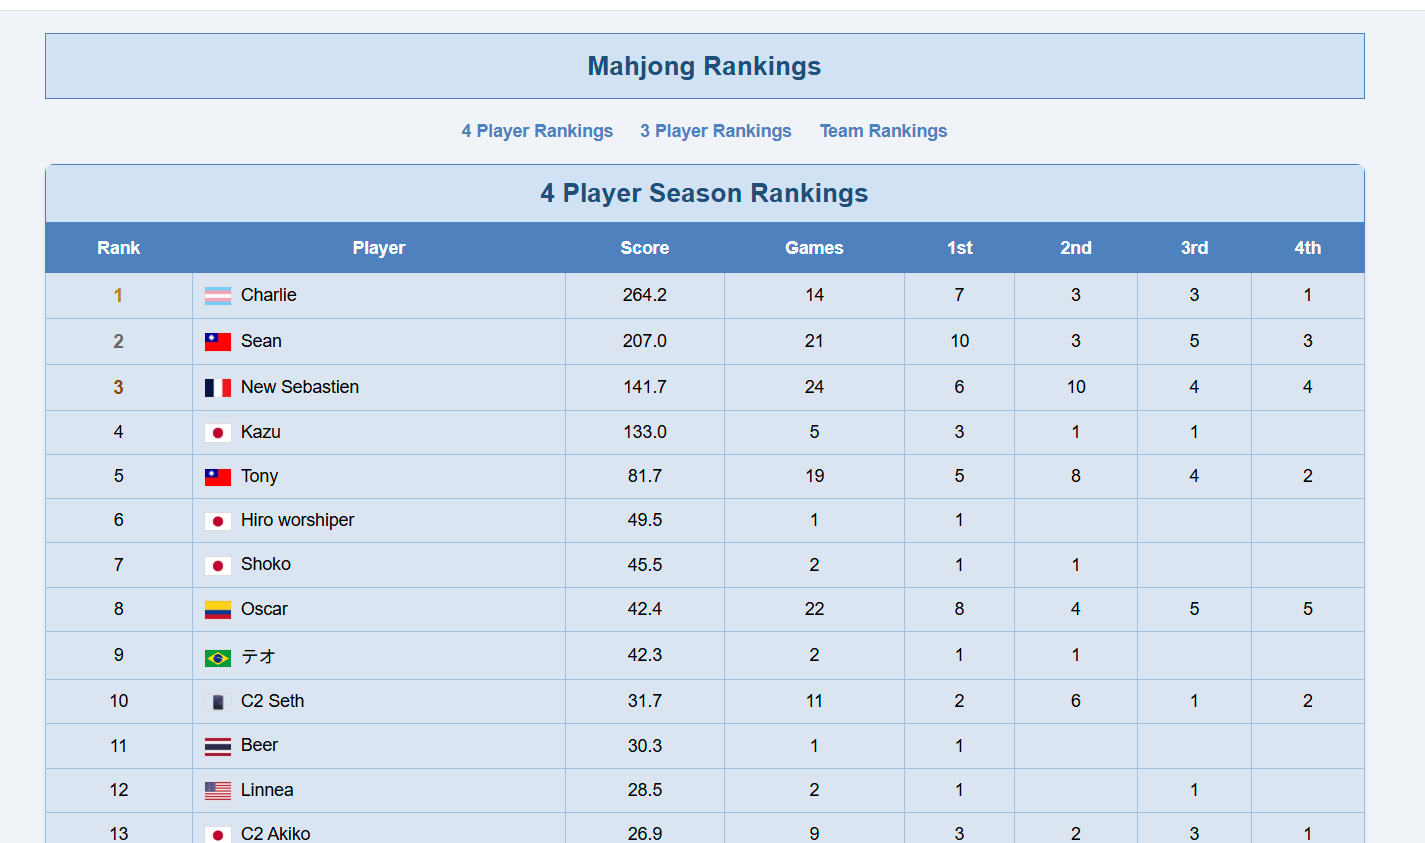 Mahjong Rankings
4 Player Rankings 3 Player Rankings Team Rankings
4 Player Season Rankings
Rank Player Score Games 1st 2nd 3rd 4th
1 Charlie 264.2 14 7 3 3 1
2 Sean 207.0 21 10 3 5 3
3 New Sebastien 141.7 24 6 10 4 4
4 Kazu 133.0 5 3 1 1
5 Tony 81.7 19 5 8 4 2
6 Hiro worshiper 49.5 1 1
7 Shoko 45.5 2 1 1
8 Oscar 42.4 22 8 4 5 5
9 テオ 42.3 2 1 1
10 C2 Seth 31.7 11 2 6 1 2
11 Beer 30.3 1 1
12 Linnea 28.5 2 1 1
13 C2 Akiko 26.9 9 3 2 3 1